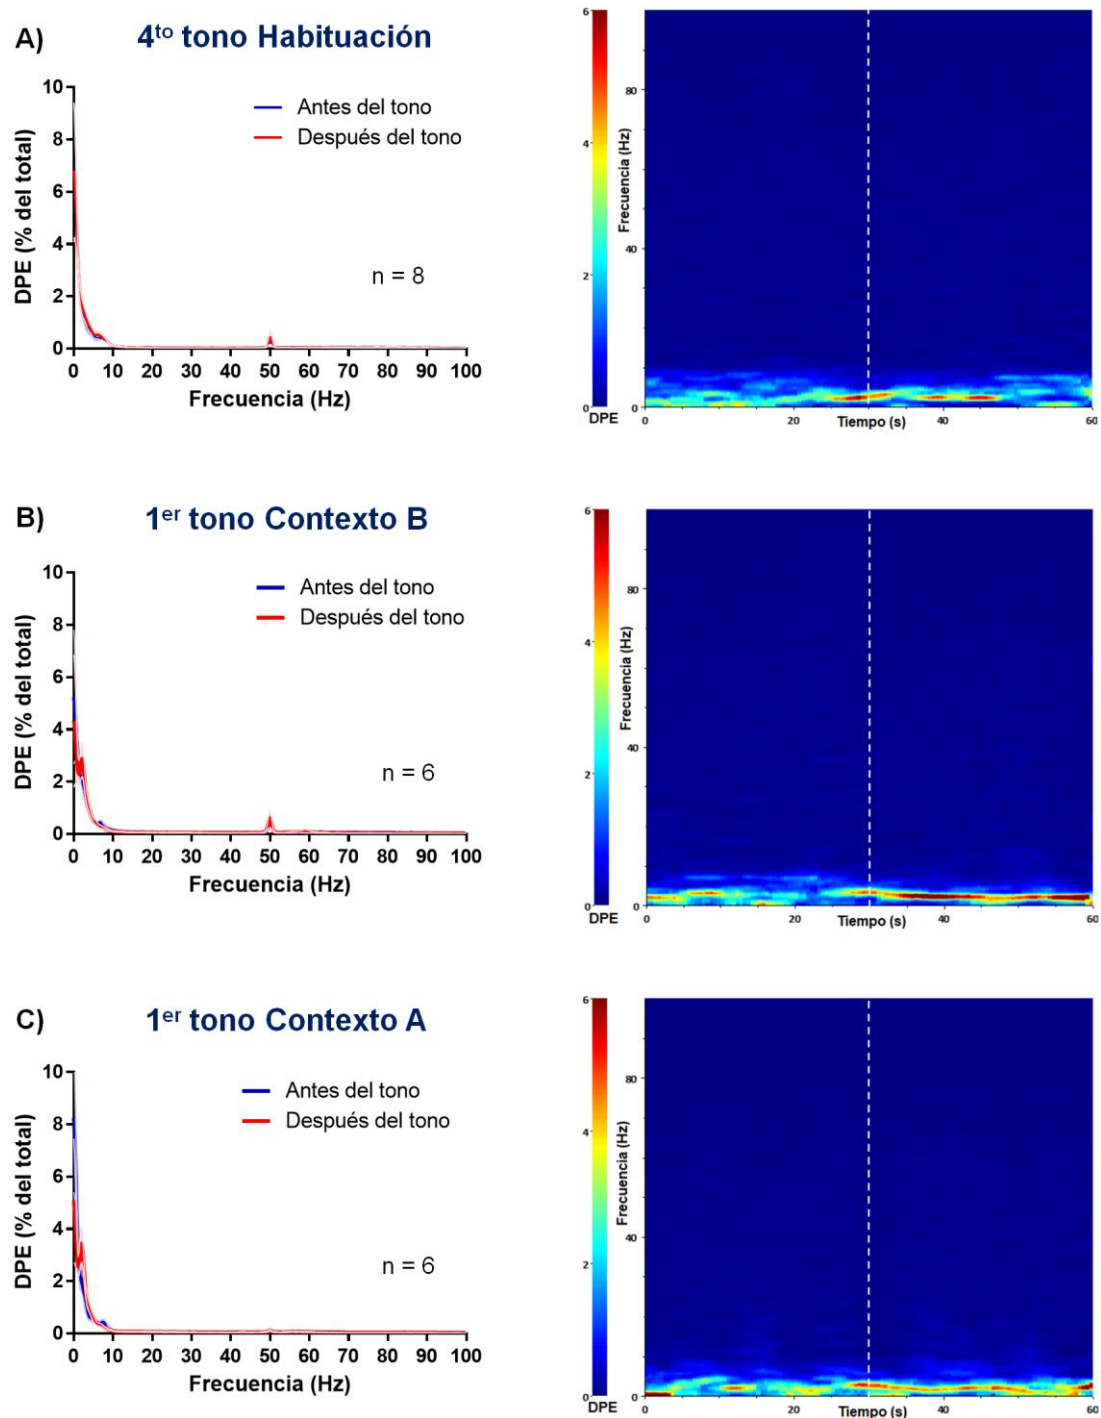 A)
4to tono Habituación
10
8
6
4
2
0
DPE (% del total)
Antes del tono
Después del tono
n = 8
0 10 20 30 40 50 60 70 80 90 100
Frecuencia (Hz)
6
4
2
0
DPE
Frecuencia (Hz)
80
40
0
0 20 40 60
Tiempo (s)
B)
1er tono Contexto B
10
8
6
4
2
0
DPE (% del total)
Antes del tono
Después del tono
n = 6
0 10 20 30 40 50 60 70 80 90 100
Frecuencia (Hz)
6
4
2
0
DPE
Frecuencia (Hz)
80
40
0
0 20 40 60
Tiempo (s)
C)
1er tono Contexto A
10
8
6
4
2
0
DPE (% del total)
Antes del tono
Después del tono
n = 6
0 10 20 30 40 50 60 70 80 90 100
Frecuencia (Hz)
6
4
2
0
DPE
Frecuencia (Hz)
80
40
0
0 20 40 60
Tiempo (s)